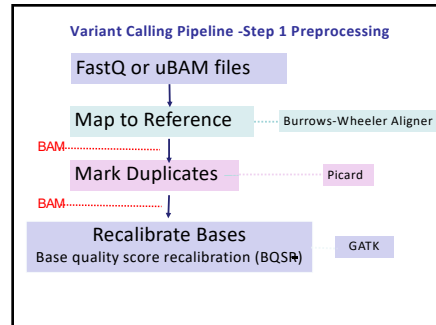 Variant Calling Pipeline -Step 1 Preprocessing
FastQ or uBAM files
Map to Reference
Burrows-Wheeler Aligner
BAM
Mark Duplicates
Picard
BAM
Recalibrate Bases
Base quality score recalibration (BQSR)
GATK